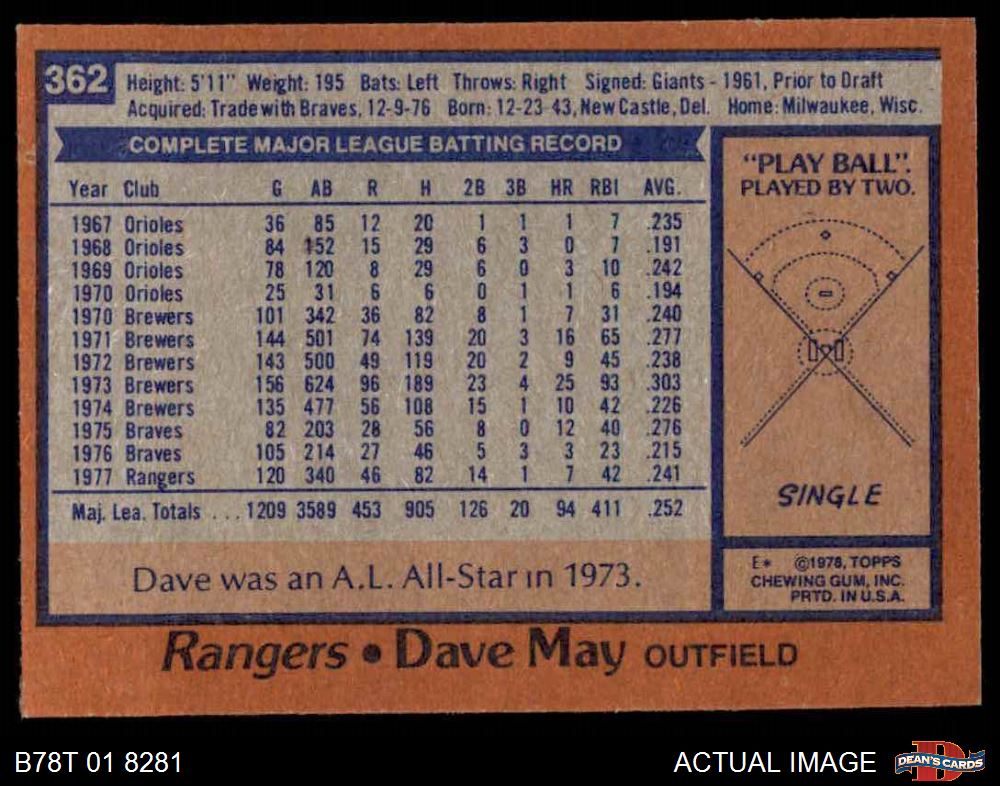 362
Height: 5'11" Weight: 195 Bats: Left Throws: Right Signed: Giants - 1961, Prior to Draft
Acquired: Trade with Braves, 12-9-76 Born: 12-23-43, New Castle, Del. Home: Milwaukee, Wisc.
COMPLETE MAJOR LEAGUE BATTING RECORD
Year Club G AB R H 2B 3B HR RBI AVG.
1967 Orioles 36 85 12 20 1 1 1 7 .235
1968 Orioles 84 152 15 29 6 3 0 7 .191
1969 Orioles 78 120 8 29 6 0 3 10 .242
1970 Orioles 25 31 6 6 0 1 1 6 .194
1970 Brewers 101 342 36 82 8 1 7 31 .240
1971 Brewers 144 501 74 139 20 3 16 65 .277
1972 Brewers 143 500 49 119 20 2 9 45 .238
1973 Brewers 156 624 96 189 23 4 25 93 .303
1974 Brewers 135 477 56 108 15 1 10 42 .226
1975 Braves 82 203 28 56 8 0 12 40 .276
1976 Braves 105 214 27 46 5 3 3 23 .215
1977 Rangers 120 340 46 82 14 1 7 42 .241
Maj. Lea. Totals ... 1209 3589 453 905 126 20 94 411 .252
Dave was an A.L. All-Star in 1973.
"PLAY BALL".
PLAYED BY TWO.
SINGLE
E* ©1978, TOPPS
CHEWING GUM, INC.
PRTD. IN U.S.A.
Rangers • Dave May OUTFIELD
B78T 01 8281
ACTUAL IMAGE
D
DEAN'S CARDS